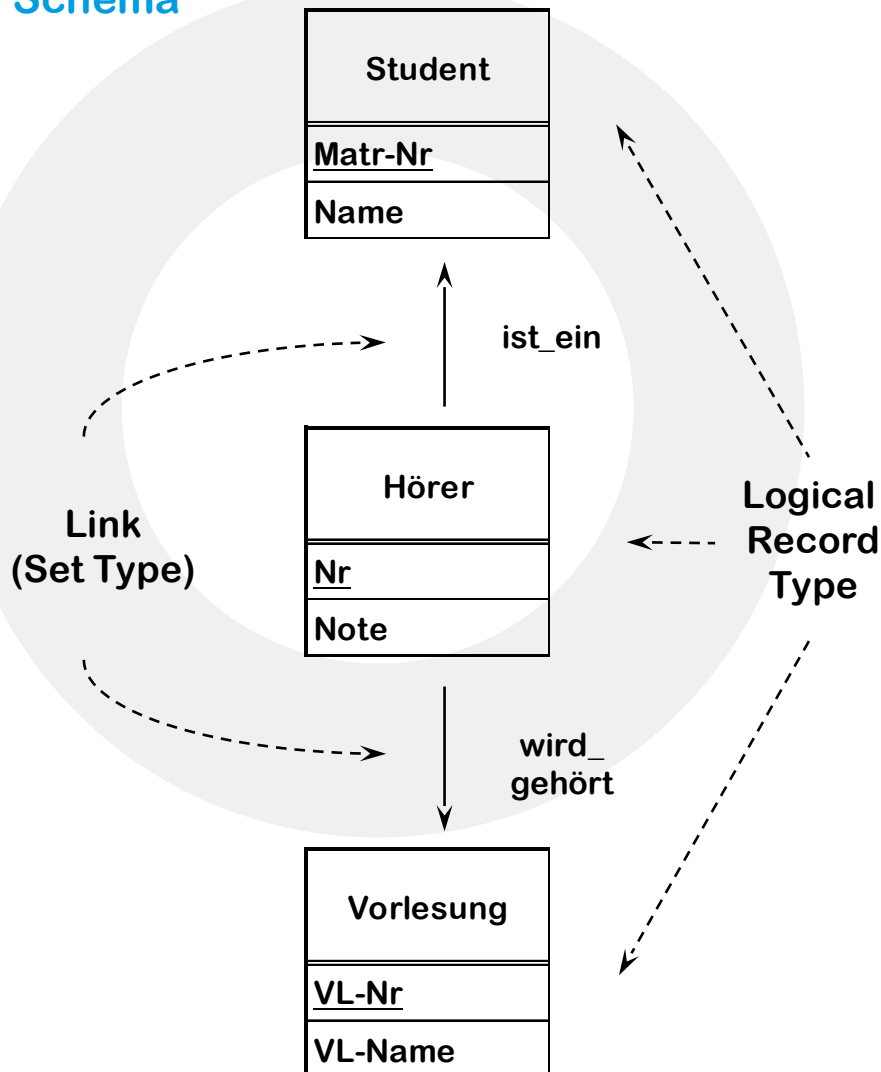 Schema
Student
Matr-Nr
Name
ist_ein
Hörer
Nr
Note
Link
(Set Type)
Logical
Record
Type
wird_
gehört
Vorlesung
VL-Nr
VL-Name